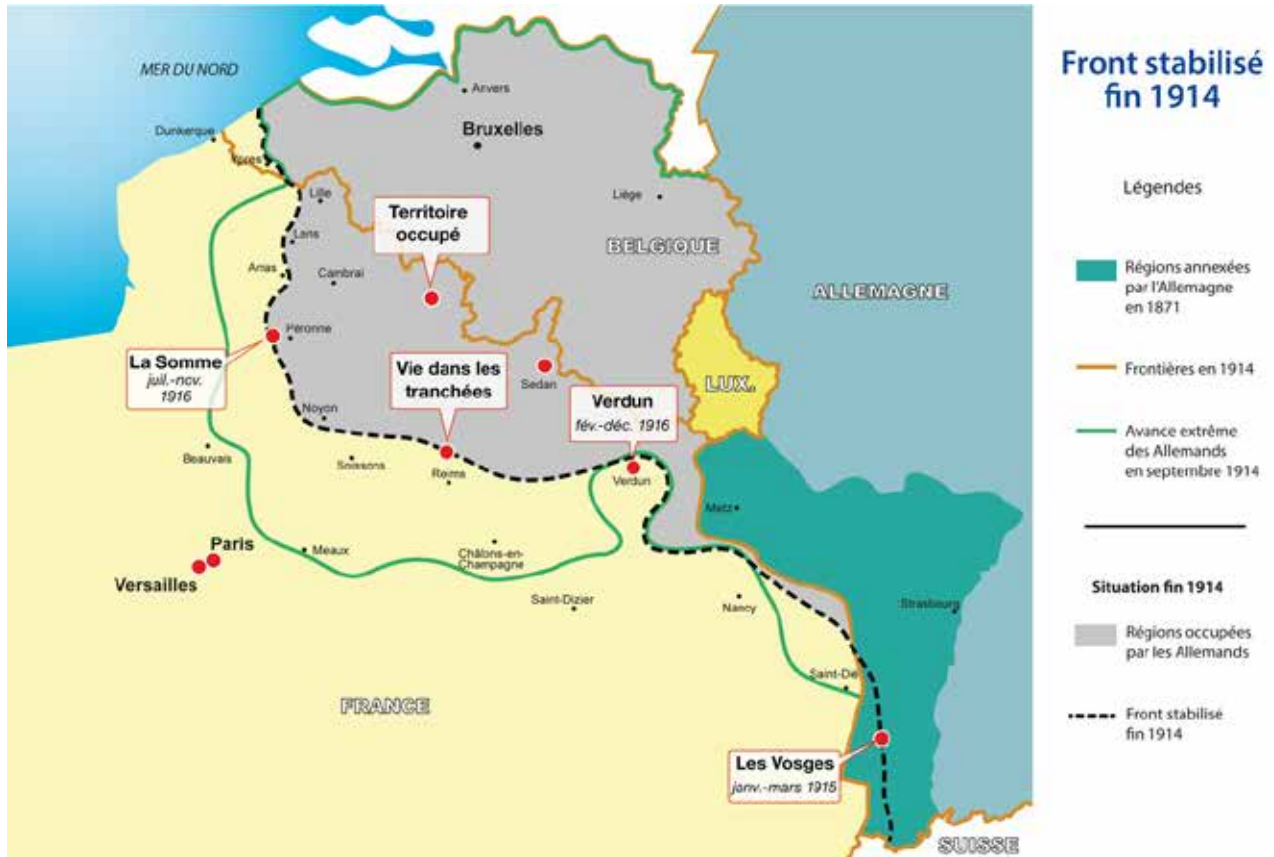 MER DU NORD
Anvers
Dunkerque
Bruxelles
Ypres
Lille
Liège
Territoire
occupé
Lens
BELGIQUE
Arras
Cambrai
ALLEMAGNE
Péronne
La Somme
juil.-nov.
1916
Vie dans les
tranchées
Sedan
LUX.
Verdun
fév.-déc. 1916
Noyon
Beauvais
Soissons
Reims
Verdun
Metz
Paris
Meaux
Châlons-en-
Champagne
Versailles
Saint-Dizier
Nancy
Strasbourg
Saint-Die
FRANCE
Les Vosges
janv.-mars 1915
SUISSE
Front stabilisé
fin 1914
Légendes
Régions annexées
par l'Allemagne
en 1871
Frontières en 1914
Avance extrême
des Allemands
en septembre 1914
Situation fin 1914
Régions occupées
par les Allemands
Front stabilisé
fin 1914